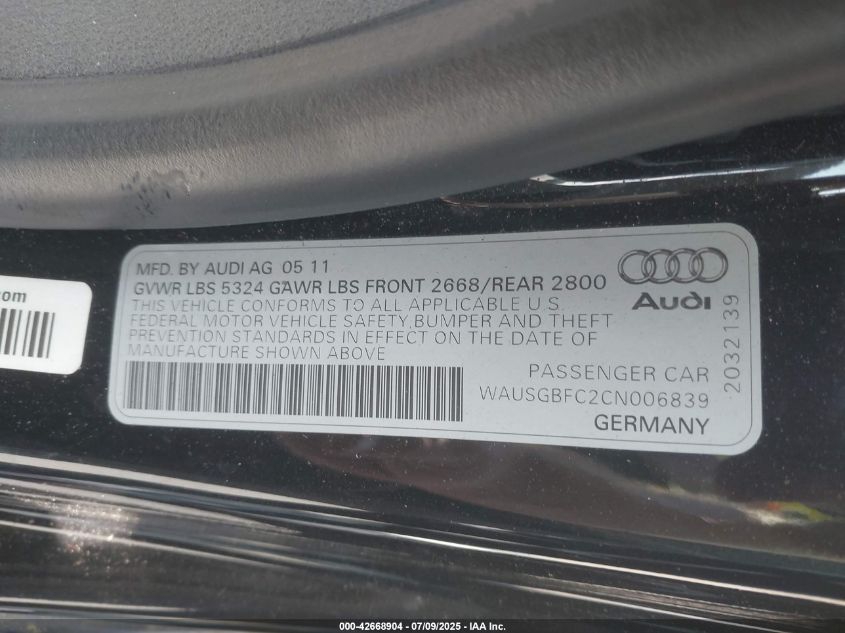 MFD. BY AUDI AG 05 11
GVWR LBS 5324 GAWR LBS FRONT 2668/REAR 2800
THIS VEHICLE CONFORMS TO ALL APPLICABLE U.S.
FEDERAL MOTOR VEHICLE SAFETY, BUMPER AND THEFT
PREVENTION STANDARDS IN EFFECT ON THE DATE OF
MANUFACTURE SHOWN ABOVE
Audi
PASSENGER CAR
WAUSGBFC2CN006839
GERMANY
2032139
com
000-42668904 - 07/09/2025 - IAA Inc.